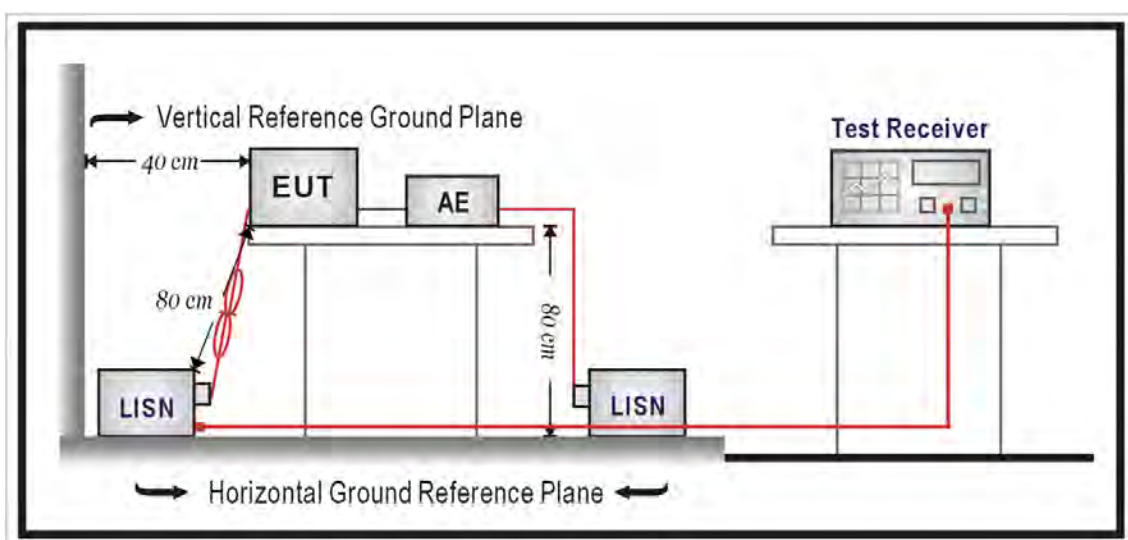 Vertical Reference Ground Plane
Test Receiver
40 cm
EUT
AE
80 cm
80 cm
LISN
LISN
Horizontal Ground Reference Plane